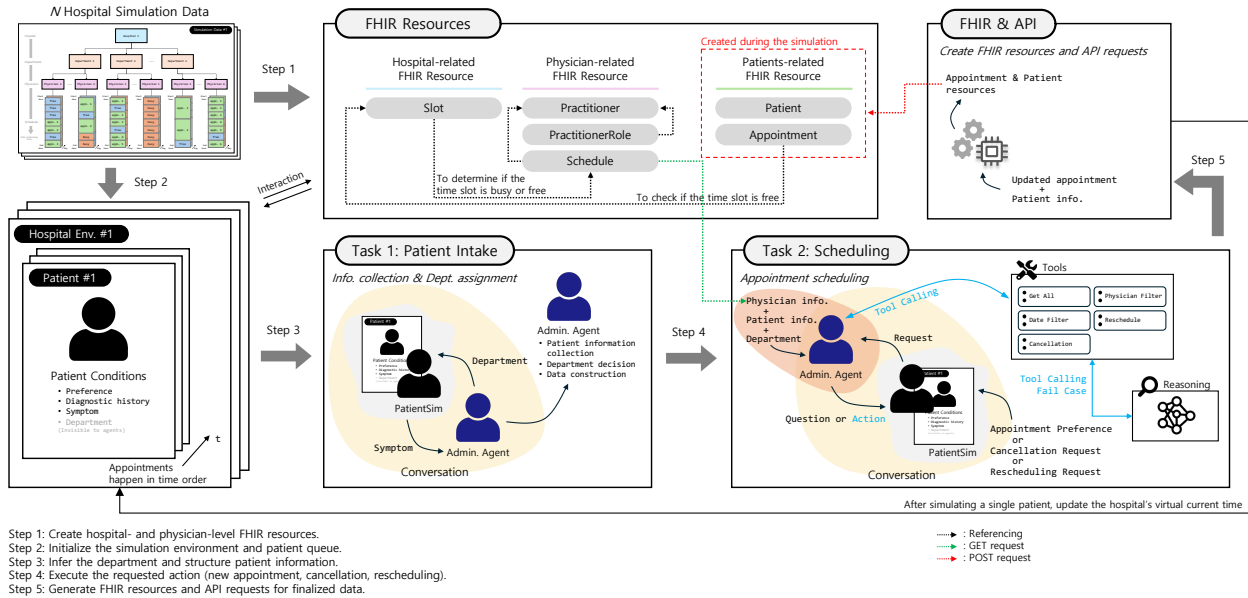 N Hospital Simulation Data
Simulation Data #1
Step 1
Step 2
FHIR Resources
Created during the simulation
Hospital-related
FHIR Resource
Physician-related
FHIR Resource
Patients-related
FHIR Resource
Slot
Practitioner
PractitionerRole
Schedule
Patient
Appointment
To determine if the
time slot is busy or free
To check if the time slot is free
Interaction
FHIR & API
Create FHIR resources and API requests
Appointment & Patient
resources
Updated appointment
+
Patient info.
Step 5
Hospital Env. #1
Patient #1
Patient Conditions
• Preference
• Diagnostic history
• Symptom
• Department
(Invisible to agents)
t
Appointments
happen in time order
Step 3
Task 1: Patient Intake
Info. collection & Dept. assignment
Patient #1
Patient Conditions
PatientSim
Department
Symptom
Admin. Agent
Conversation
Admin. Agent
• Patient information
collection
• Department decision
• Data construction
Step 4
Task 2: Scheduling
Appointment scheduling
Physician info.
+
Patient info.
+
Department
Admin. Agent
Tool Calling
Request
Question or Action
Patient #1
Patient Conditions
PatientSim
Conversation
Appointment Preference
or
Cancellation Request
or
Rescheduling Request
Tools
Get All
Physician Filter
Date Filter
Reschedule
Cancellation
Tool Calling
Fail Case
Reasoning
After simulating a single patient, update the hospital's virtual current time
Step 1: Create hospital- and physician-level FHIR resources.
Step 2: Initialize the simulation environment and patient queue.
Step 3: Infer the department and structure patient information.
Step 4: Execute the requested action (new appointment, cancellation, rescheduling).
Step 5: Generate FHIR resources and API requests for finalized data.
: Referencing
: GET request
: POST request